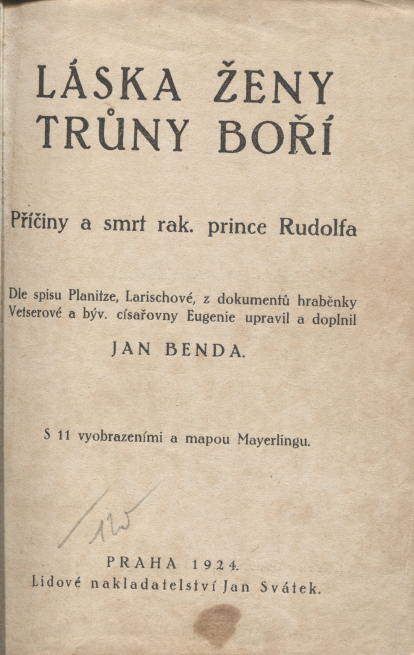 LÁSKA ŽENY
TRŮNY BOŘÍ
Příčiny a smrt rak. prince Rudolfa
Dle spisu Planitze, Larischové, z dokumentů hraběnky
Vetserové a býv. císařovny Eugenie upravil a doplnil
JAN BENDA.
S 11 vyobrazeními a mapou Mayerlingu.
PRAHA 1924.
Lidové nakladatelství Jan Svátek.